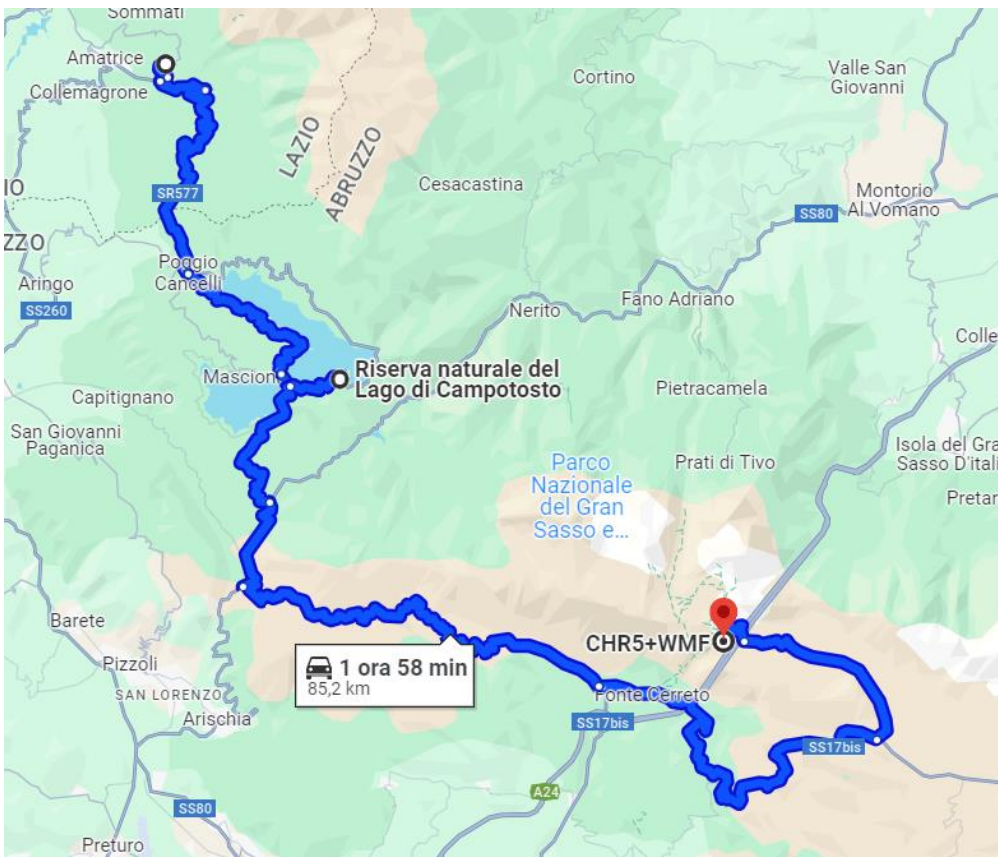 Sommati
Amatrice
Collemagrone
Cortino
Valle San
Giovanni
LAZIO
ABRUZZO
SR577
Cesacastina
Montorio
Al Vomano
SS80
IO
ZZO
Aringo
SS260
Poggio
Cancelli
Nerito
Fano Adriano
Colle
Mascion
Riserva naturale del
Lago di Campotosto
Capitignano
Pietracamela
San Giovanni
Paganica
Parco
Nazionale
del Gran
Sasso e...
Prati di Tivo
Isola del Gra
Sasso D'itali
Pretar
Barete
Pizzoli
SAN LORENZO
Arischia
1 ora 58 min
85,2 km
CHR5+WMF
Fonte Cerreto
SS17bis
SS17bis
A24
SS80
Preturo